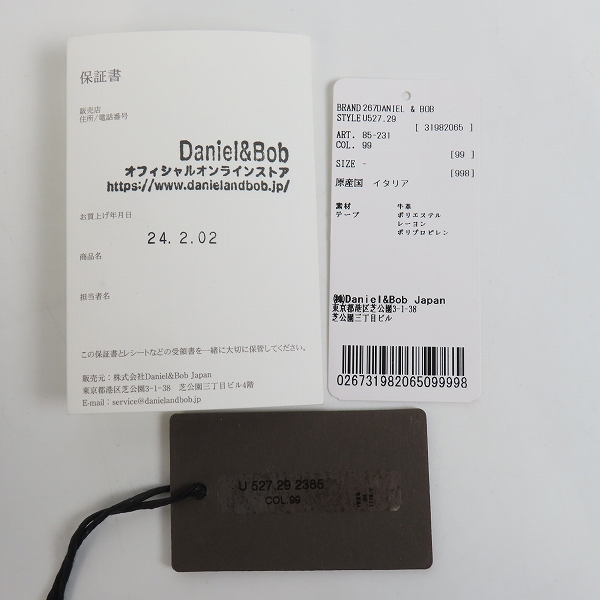 保証書
販売店
住所/電話番号
Daniel&Bob
オフィシャルオンラインストア
https://www.danielandbob.jp/
お買上げ年月日
24.2.02
商品名
担当者名
この保証書とレシートなどの受領書を一緒に大切に保管してください。
販売元：株式会社Daniel&Bob Japan
東京都港区芝公園3-1-38　芝公園三丁目ビル4階
E-mail：service@danielandbob.jp
BRAND 267DANIEL & BOB
STYLE U527.29
[ 31982065 ]
ART. 85-231
COL. 99
[99 ]
SIZE -
[998]
原産国 イタリア
素材 牛革
テープ ポリエステル
レーヨン
ポリプロピレン
㈱Daniel&Bob Japan
東京都港区芝公園3-1-38
芝公園三丁目ビル
026731982065099998
U 527.29 2385
COL.99